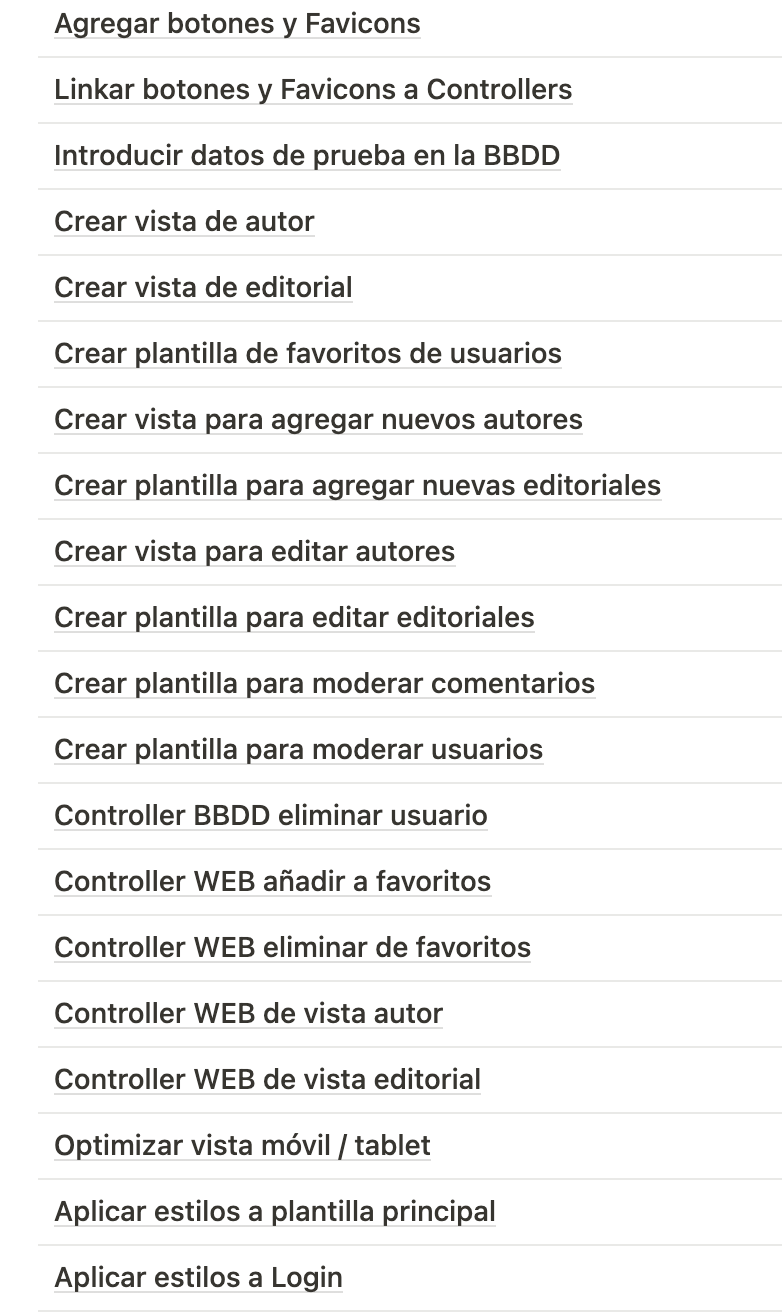 Agregar botones y Favicons
Linkar botones y Favicons a Controllers
Introducir datos de prueba en la BBDD
Crear vista de autor
Crear vista de editorial
Crear plantilla de favoritos de usuarios
Crear vista para agregar nuevos autores
Crear plantilla para agregar nuevas editoriales
Crear vista para editar autores
Crear plantilla para editar editoriales
Crear plantilla para moderar comentarios
Crear plantilla para moderar usuarios
Controller BBDD eliminar usuario
Controller WEB añadir a favoritos
Controller WEB eliminar de favoritos
Controller WEB de vista autor
Controller WEB de vista editorial
Optimizar vista móvil / tablet
Aplicar estilos a plantilla principal
Aplicar estilos a Login